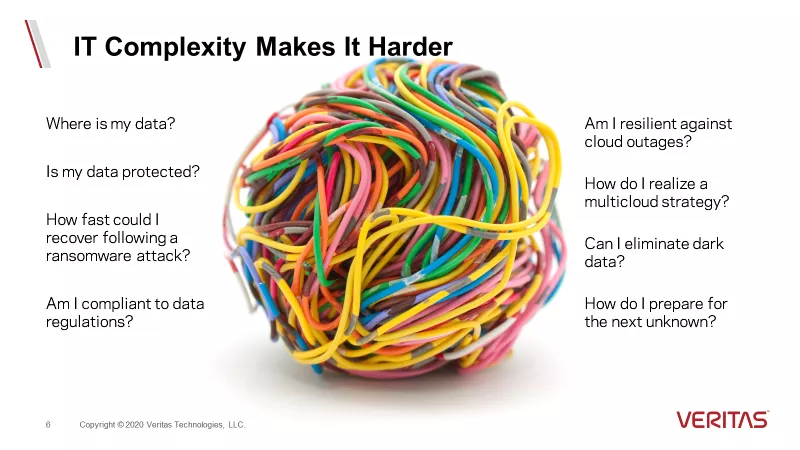 IT Complexity Makes It Harder
Where is my data?
Is my data protected?
How fast could I
recover following a
ransomware attack?
Am I compliant to data
regulations?
Am I resilient against
cloud outages?
How do I realize a
multicloud strategy?
Can I eliminate dark
data?
How do I prepare for
the next unknown?
6 Copyright © 2020 Veritas Technologies, LLC.
VERITAS